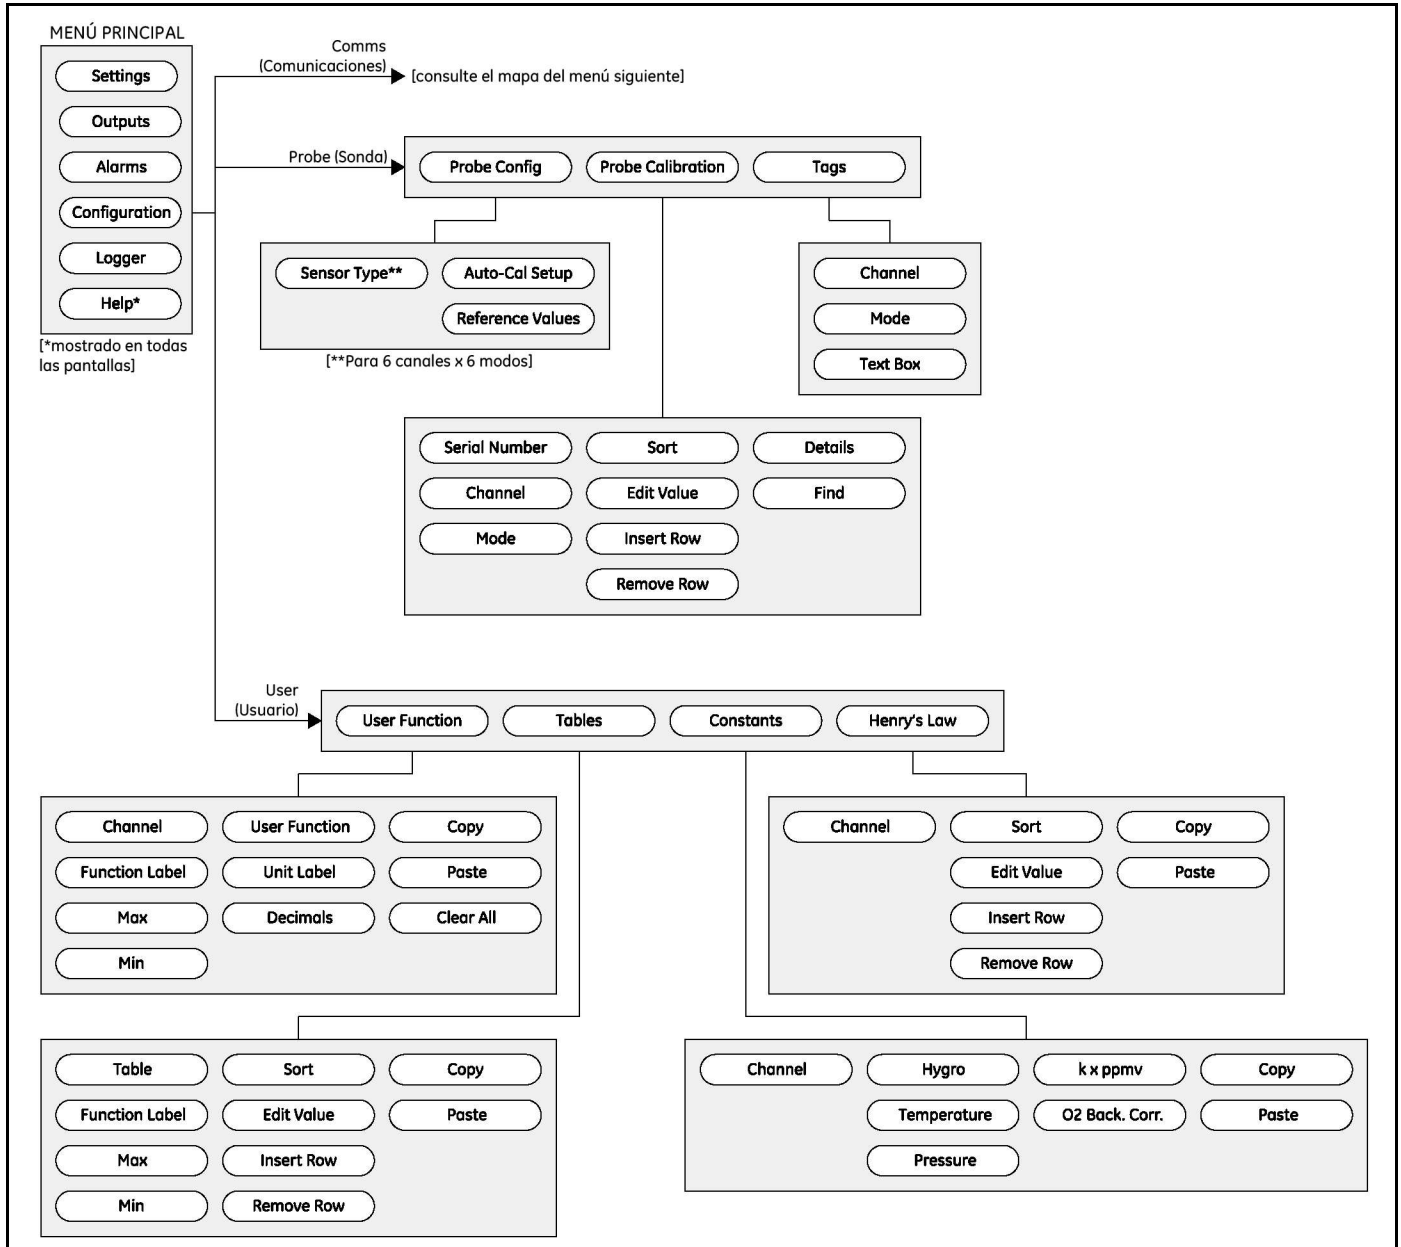 MENÚ PRINCIPAL
Settings
Outputs
Alarms
Configuration
Logger
Help*
[*mostrado en todas
las pantallas]
Comms
(Comunicaciones)
[consulte el mapa del menú siguiente]
Probe (Sonda)
Probe Config
Probe Calibration
Tags
Sensor Type**
Auto-Cal Setup
Reference Values
[**Para 6 canales x 6 modos]
Channel
Mode
Text Box
Serial Number
Sort
Details
Channel
Edit Value
Find
Mode
Insert Row
Remove Row
User
(Usuario)
User Function
Tables
Constants
Henry's Law
Channel
User Function
Copy
Function Label
Unit Label
Paste
Max
Decimals
Clear All
Min
Channel
Sort
Copy
Edit Value
Paste
Insert Row
Remove Row
Table
Sort
Copy
Function Label
Edit Value
Paste
Max
Insert Row
Min
Remove Row
Channel
Hygro
k x ppmv
Copy
Temperature
O2 Back. Corr.
Paste
Pressure